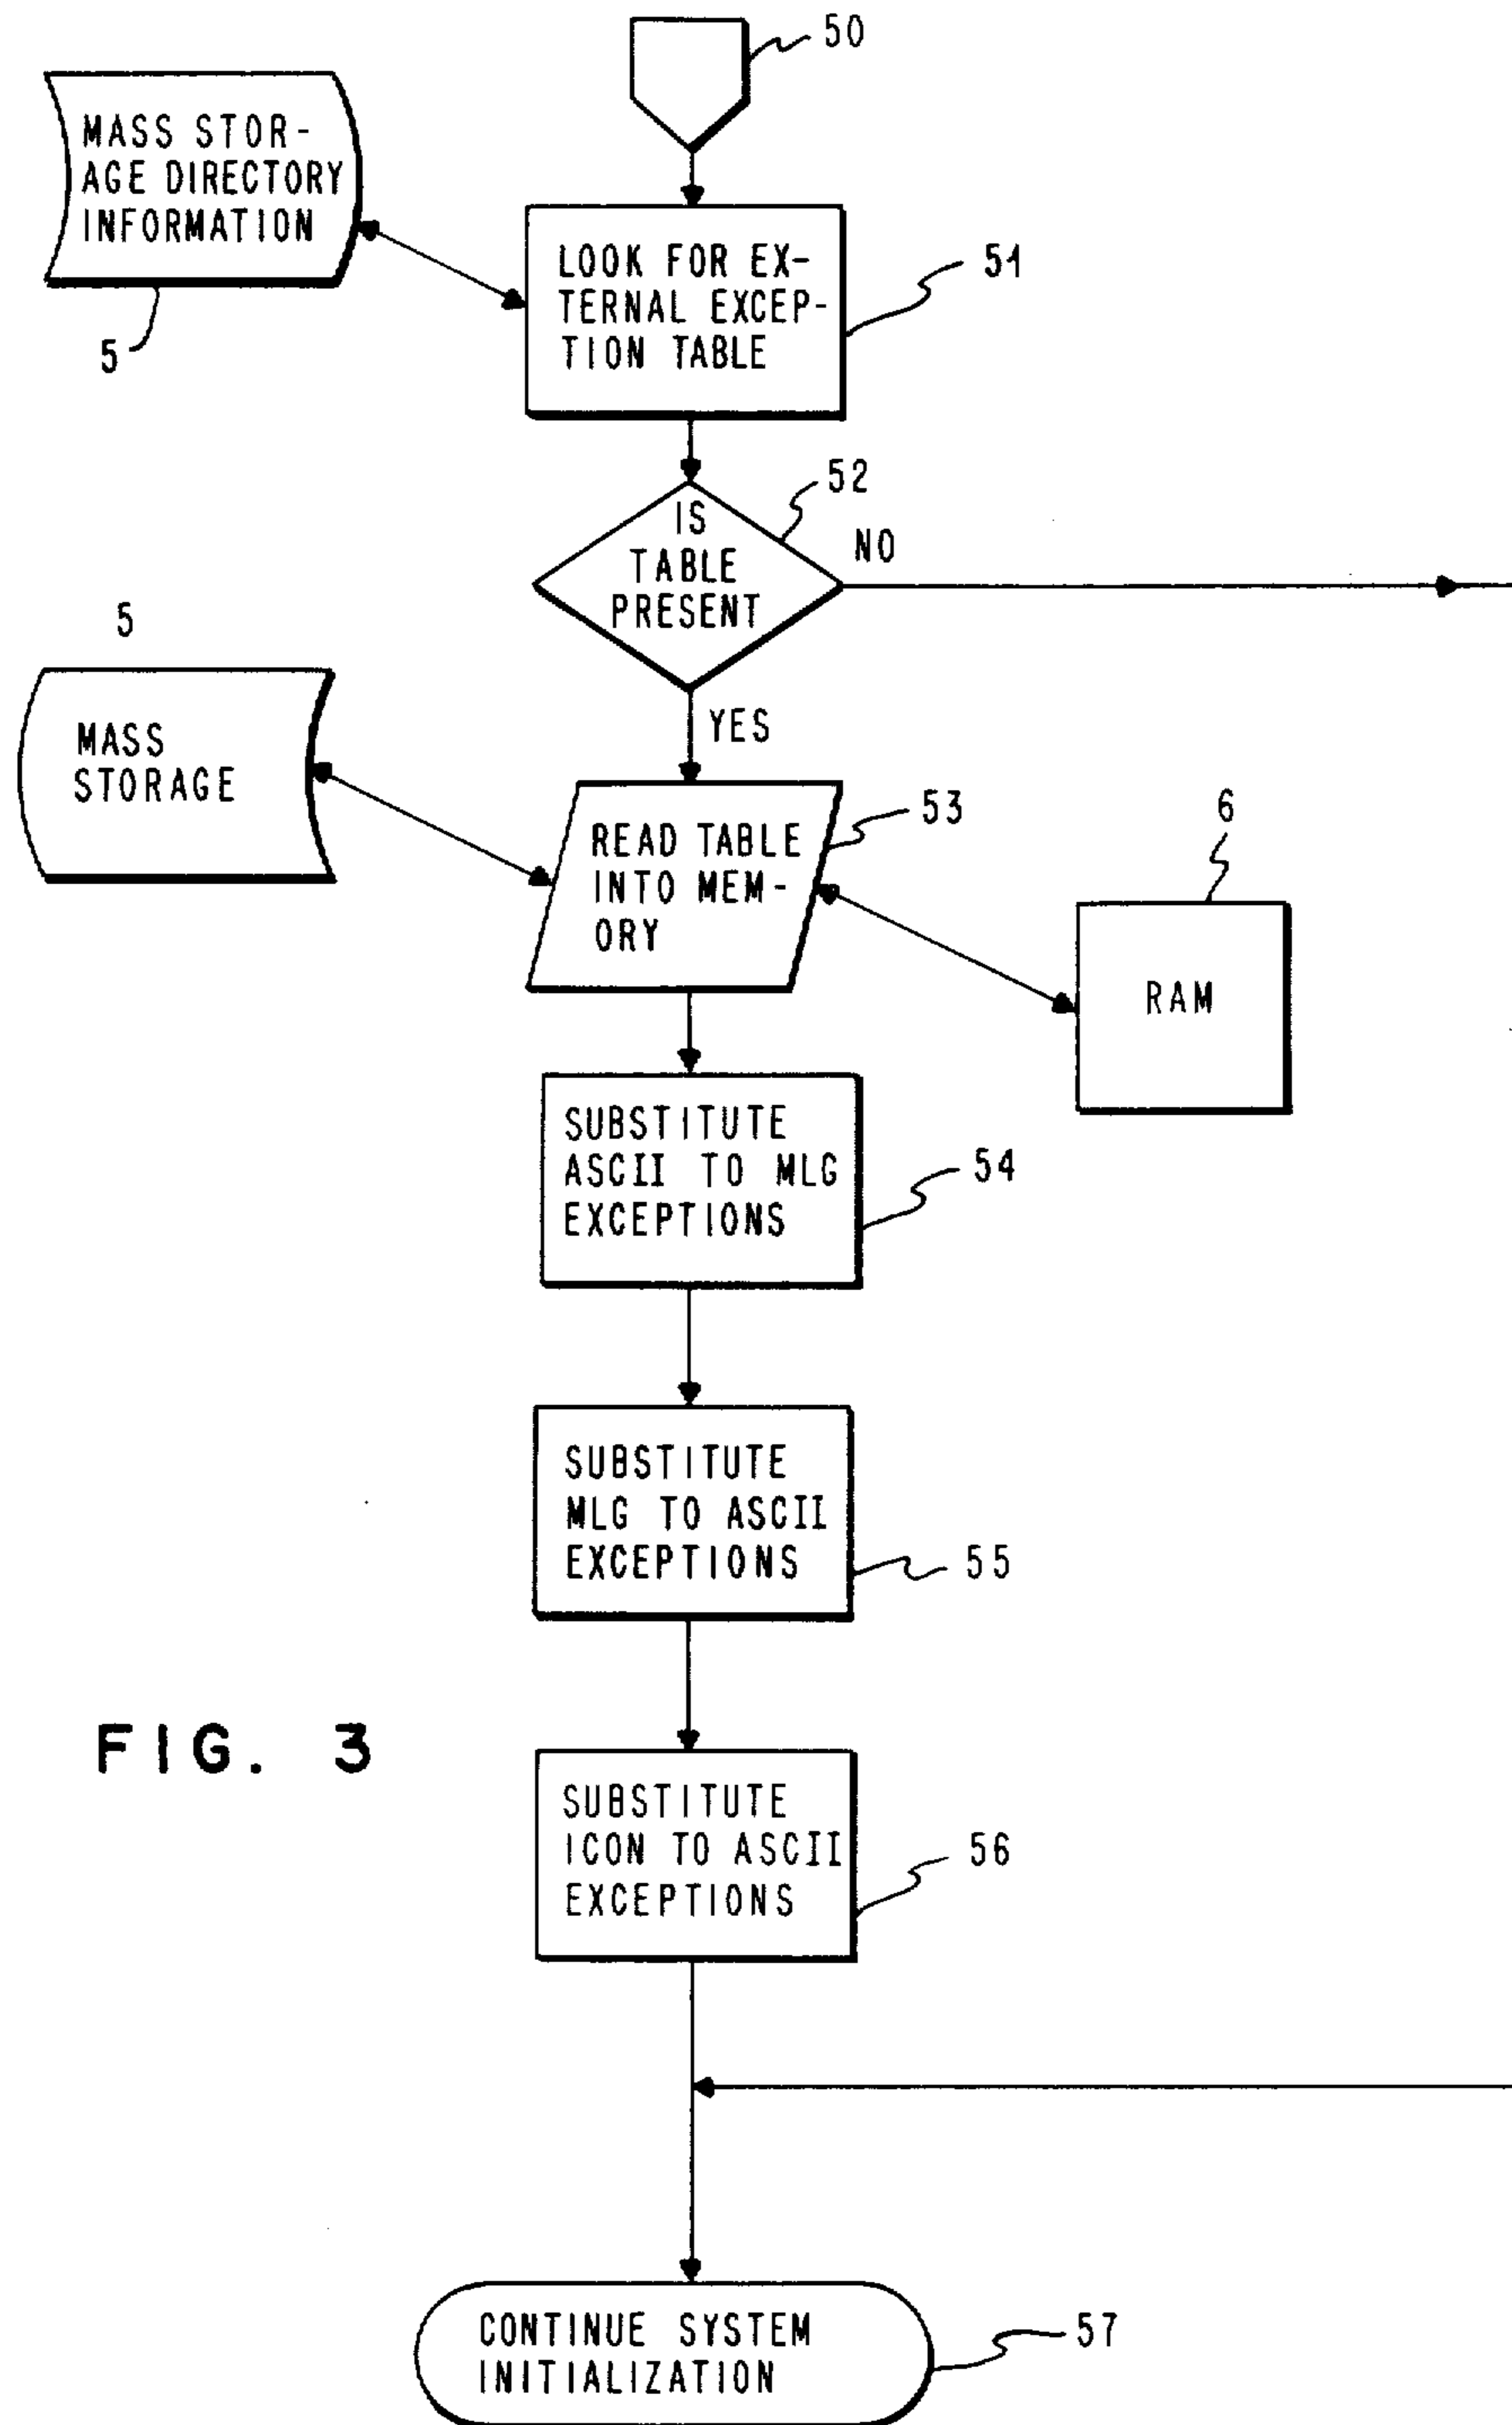 50
MASS STOR-
AGE DIRECTORY
INFORMATION
5
LOOK FOR EX-
TERNAL EXCEP-
TION TABLE
51
52
IS
TABLE
PRESENT
NO
YES
5
MASS
STORAGE
READ TABLE
INTO MEM-
ORY
53
6
RAM
SUBSTITUTE
ASCII TO MLG
EXCEPTIONS
54
SUBSTITUTE
MLG TO ASCII
EXCEPTIONS
55
FIG. 3
SUBSTITUTE
ICON TO ASCII
EXCEPTIONS
56
CONTINUE SYSTEM
INITIALIZATION
57